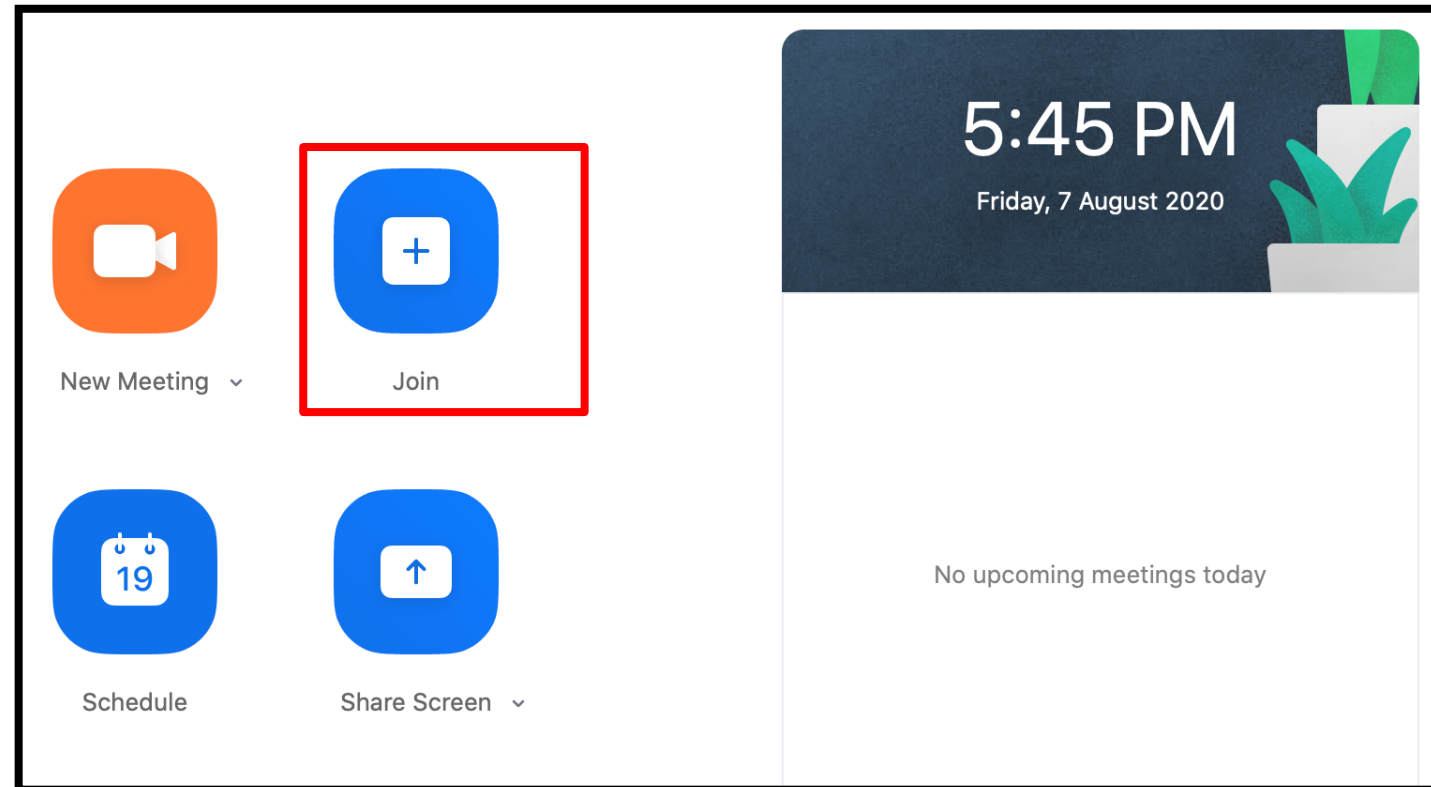 New Meeting
Join
19
Schedule
Share Screen
5:45 PM
Friday, 7 August 2020
No upcoming meetings today